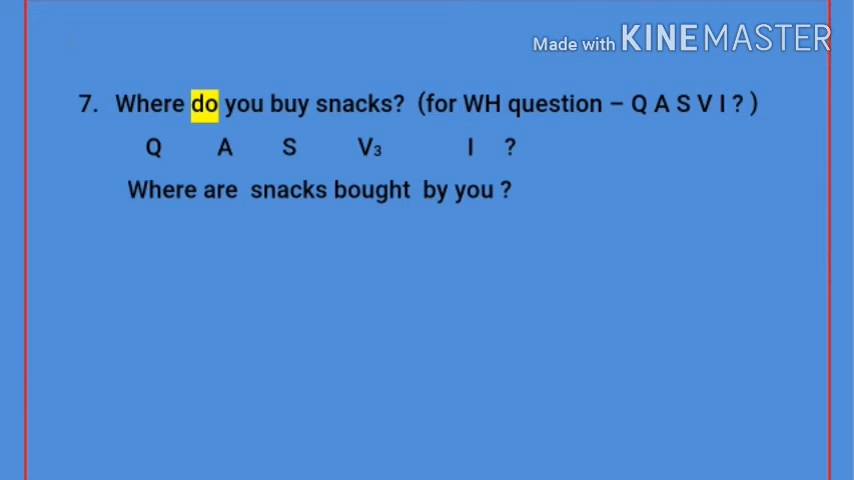 Made with KINEMASTER
7. Where do you buy snacks? (for WH question – Q A S V I ? )
Q A S V₃ I ?
Where are snacks bought by you ?